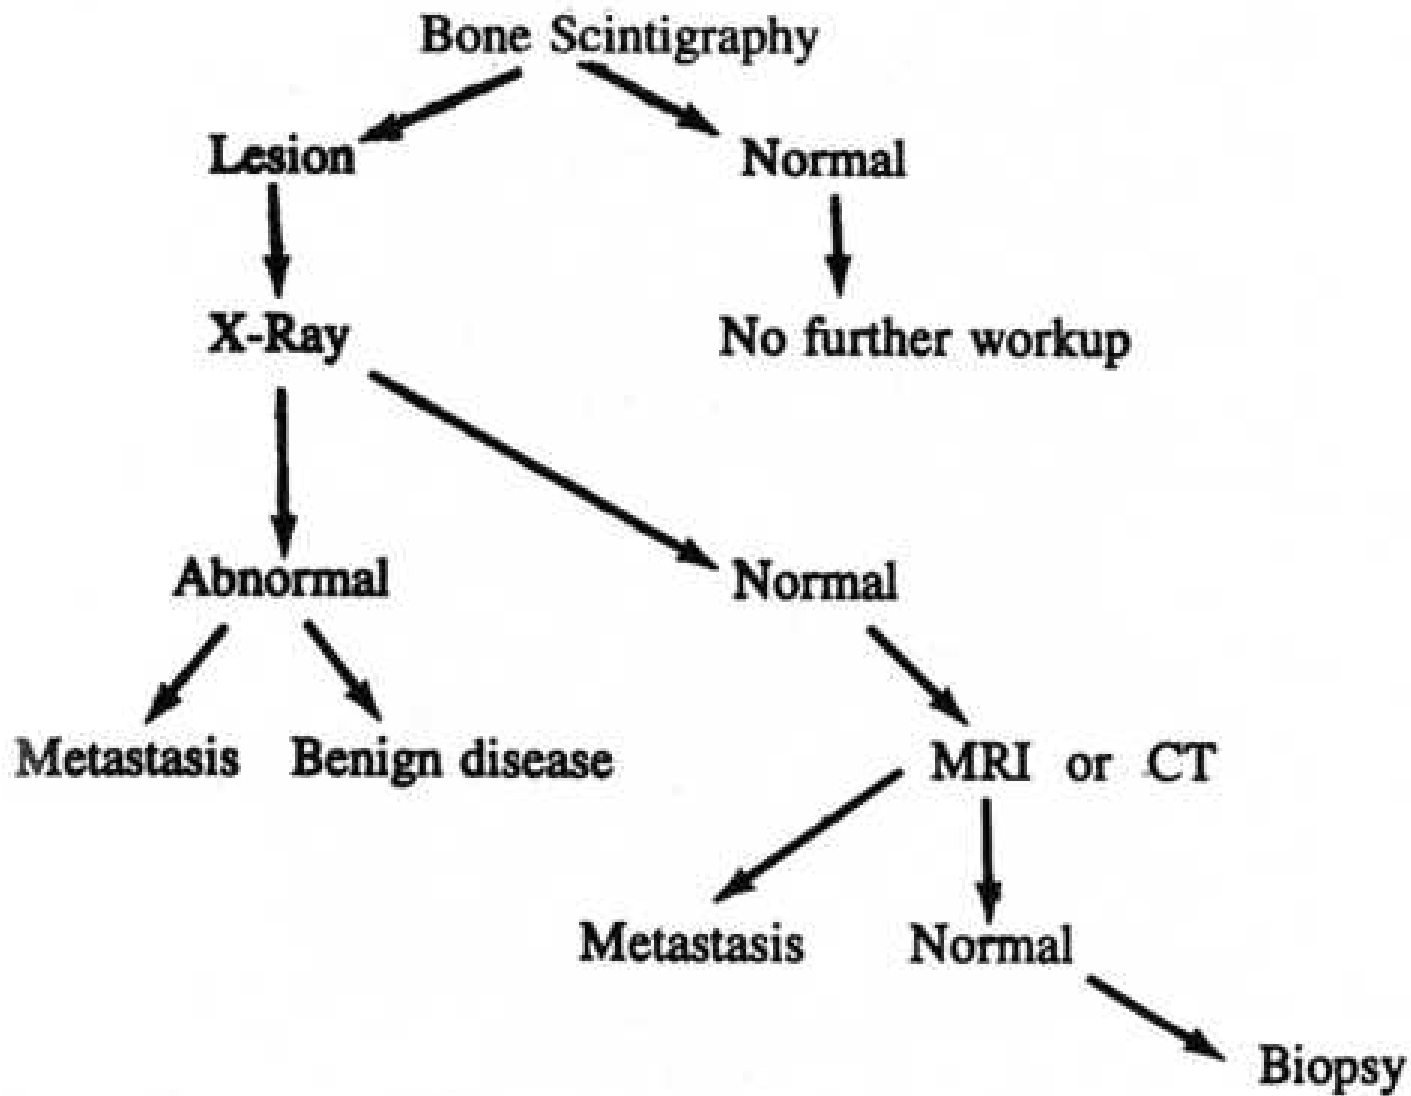 Bone Scintigraphy
Lesion
Normal
X-Ray
No further workup
Abnormal
Normal
Metastasis
Benign disease
MRI or CT
Metastasis
Normal
Biopsy